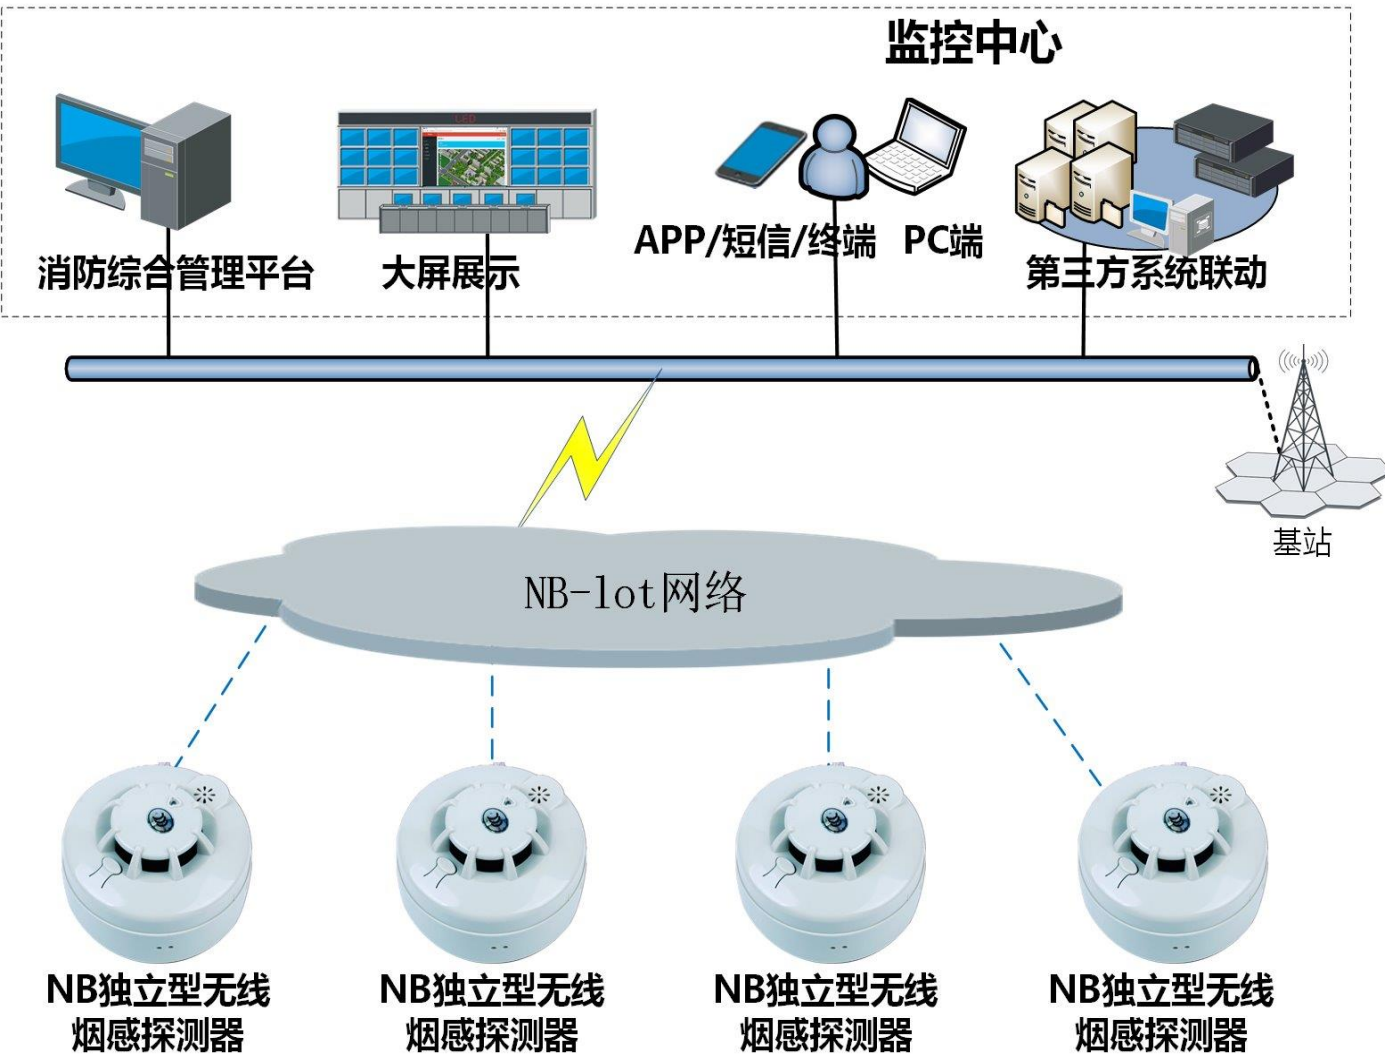 监控中心
LED
APP/短信/终端 PC端
消防综合管理平台
大屏展示
第三方系统联动
基站
NB-lot网络
NB独立型无线
烟感探测器
NB独立型无线
烟感探测器
NB独立型无线
烟感探测器
NB独立型无线
烟感探测器